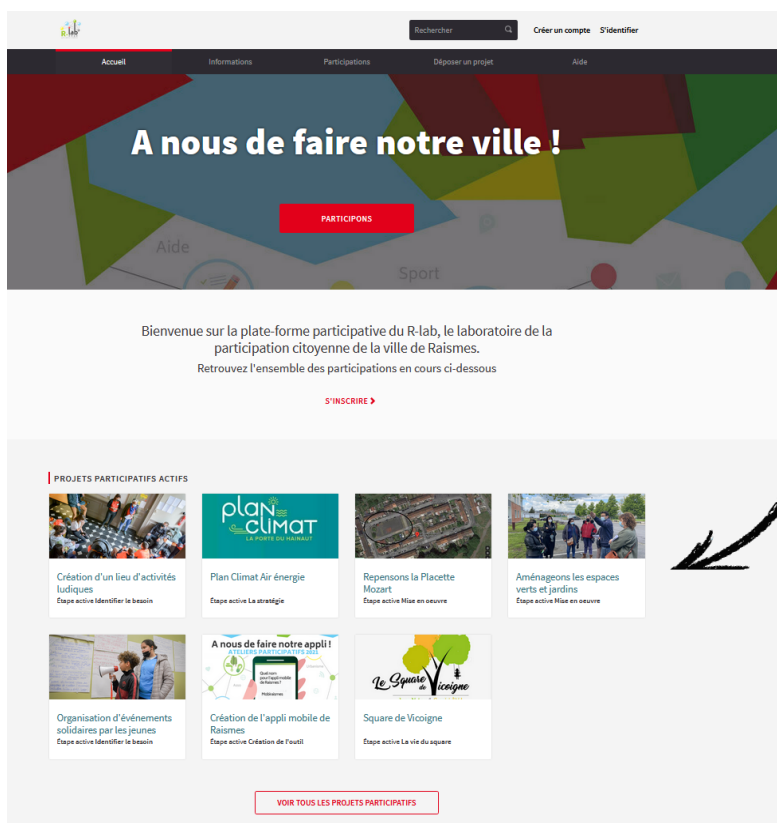 R.lab'
Rechercher
Créer un compte S'identifier
Accueil
Informations
Participations
Déposer un projet
Aide
A nous de faire notre ville !
PARTICIPONS
Aide
Sport
Bienvenue sur la plate-forme participative du R-lab, le laboratoire de la
participation citoyenne de la ville de Raismes.
Retrouvez l'ensemble des participations en cours ci-dessous
S'INSCRIRE
PROJETS PARTICIPATIFS ACTIFS
plan
climat
LA PORTE DU HAINAUT
Création d'un lieu d'activités
ludiques
Étape active Identifier le besoin
Plan Climat Air énergie
Étape active La stratégie
Repensons la Placette
Mozart
Étape active Mise en oeuvre
Aménageons les espaces
verts et jardins
Étape active Mise en oeuvre
A nous de faire notre appli !
ATELIERS PARTICIPATIFS 2021
Quel nom
pour l'appli mobile
de Raismes ?
Le Square
de Vicoigne
Organisation d'événements
solidaires par les jeunes
Étape active Identifier le besoin
Création de l'appli mobile de
Raismes
Étape active Création de l'outil
Square de Vicoigne
Étape active La vie du square
VOIR TOUS LES PROJETS PARTICIPATIFS